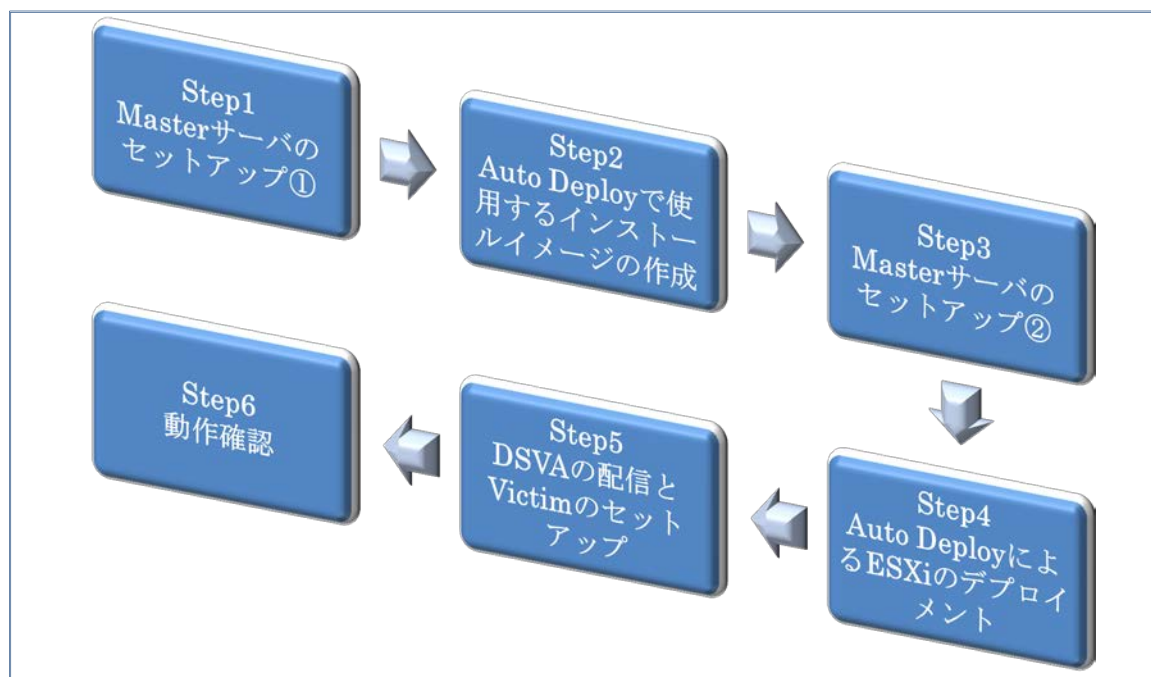 Step1
Masterサーバの
セットアップ①
Step2
Auto Deployで使
用するインストー
ルイメージの作成
Step3
Masterサーバの
セットアップ②
Step4
Auto Deployによ
るESXiのデプロイ
メント
Step5
DSVAの配信と
Victimのセット
アップ
Step6
動作確認